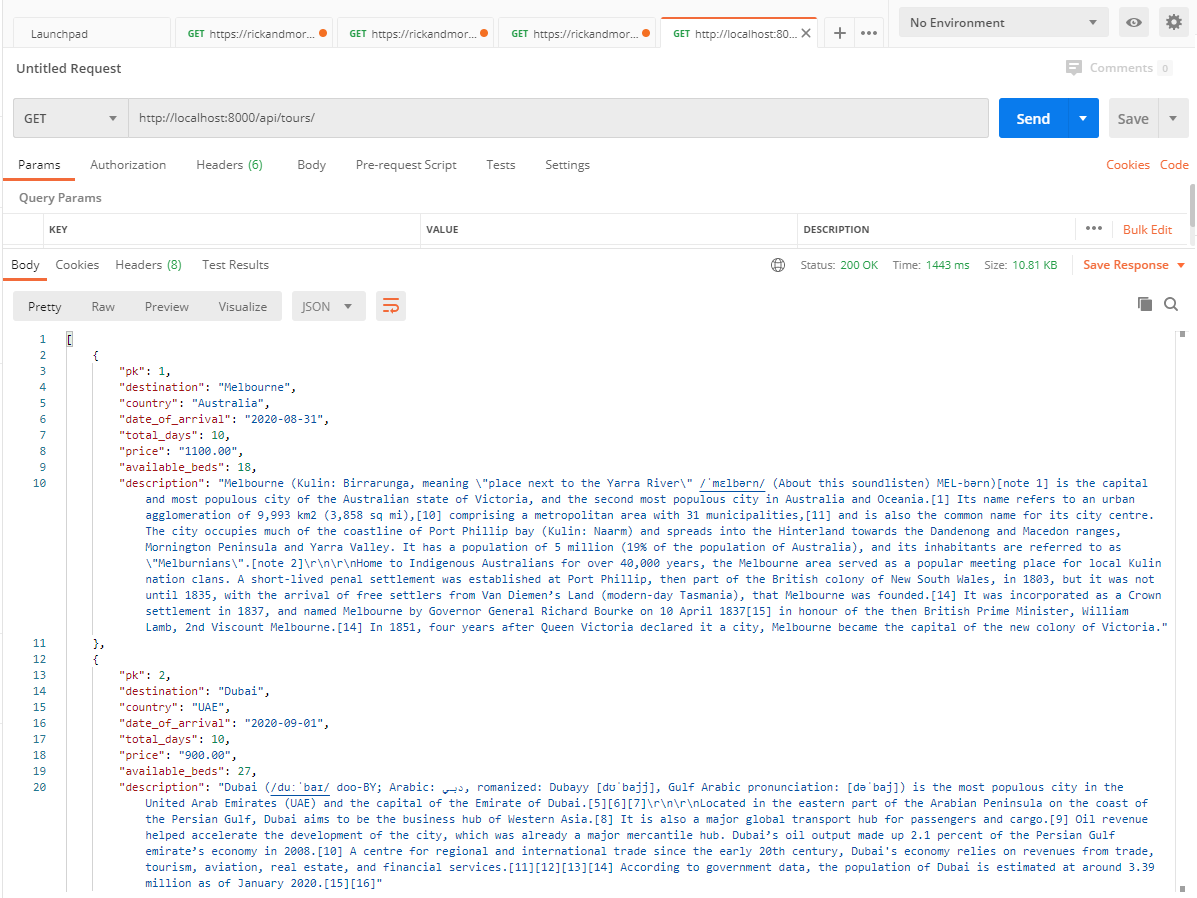 Launchpad
GET https://rickandmor...
GET https://rickandmor...
GET https://rickandmor...
GET http://localhost:80...
No Environment
Untitled Request
Comments 0
GET
http://localhost:8000/api/tours/
Send
Save
Params
Authorization
Headers (6)
Body
Pre-request Script
Tests
Settings
Cookies
Code
Query Params
KEY
VALUE
DESCRIPTION
Bulk Edit
Body
Cookies
Headers (8)
Test Results
Status: 200 OK
Time: 1443 ms
Size: 10.81 KB
Save Response
Pretty
Raw
Preview
Visualize
JSON
1 [
2 {
3 "pk": 1,
4 "destination": "Melbourne",
5 "country": "Australia",
6 "date_of_arrival": "2020-08-31",
7 "total_days": 10,
8 "price": "1100.00",
9 "available_beds": 18,
10 "description": "Melbourne (Kulin: Birrarunga, meaning \"place next to the Yarra River\" /ˈmɛlbərn/ (About this soundlisten) MEL-bərn)[note 1] is the capital
and most populous city of the Australian state of Victoria, and the second most populous city in Australia and Oceania.[1] Its name refers to an urban
agglomeration of 9,993 km2 (3,858 sq mi),[10] comprising a metropolitan area with 31 municipalities,[11] and is also the common name for its city centre.
The city occupies much of the coastline of Port Phillip bay (Kulin: Naarm) and spreads into the Hinterland towards the Dandenong and Macedon ranges,
Mornington Peninsula and Yarra Valley. It has a population of 5 million (19% of the population of Australia), and its inhabitants are referred to as
\"Melburnians\".[note 2]\r\n\r\nHome to Indigenous Australians for over 40,000 years, the Melbourne area served as a popular meeting place for local Kulin
nation clans. A short-lived penal settlement was established at Port Phillip, then part of the British colony of New South Wales, in 1803, but it was not
until 1835, with the arrival of free settlers from Van Diemen’s Land (modern-day Tasmania), that Melbourne was founded.[14] It was incorporated as a Crown
settlement in 1837, and named Melbourne by Governor General Richard Bourke on 10 April 1837[15] in honour of the then British Prime Minister, William
Lamb, 2nd Viscount Melbourne.[14] In 1851, four years after Queen Victoria declared it a city, Melbourne became the capital of the new colony of Victoria."
11 },
12 {
13 "pk": 2,
14 "destination": "Dubai",
15 "country": "UAE",
16 "date_of_arrival": "2020-09-01",
17 "total_days": 10,
18 "price": "900.00",
19 "available_beds": 27,
20 "description": "Dubai (/duːˈbaɪ/ doo-BY; Arabic: دبي, romanized: Dubayy [dʊˈbajj], Gulf Arabic pronunciation: [dəˈbaj]) is the most populous city in the
United Arab Emirates (UAE) and the capital of the Emirate of Dubai.[5][6][7]\r\n\r\nLocated in the eastern part of the Arabian Peninsula on the coast of
the Persian Gulf, Dubai aims to be the business hub of Western Asia.[8] It is also a major global transport hub for passengers and cargo.[9] Oil revenue
helped accelerate the development of the city, which was already a major mercantile hub. Dubai’s oil output made up 2.1 percent of the Persian Gulf
emirate’s economy in 2008.[10] A centre for regional and international trade since the early 20th century, Dubai's economy relies on revenues from trade,
tourism, aviation, real estate, and financial services.[11][12][13][14] According to government data, the population of Dubai is estimated at around 3.39
million as of January 2020.[15][16]"